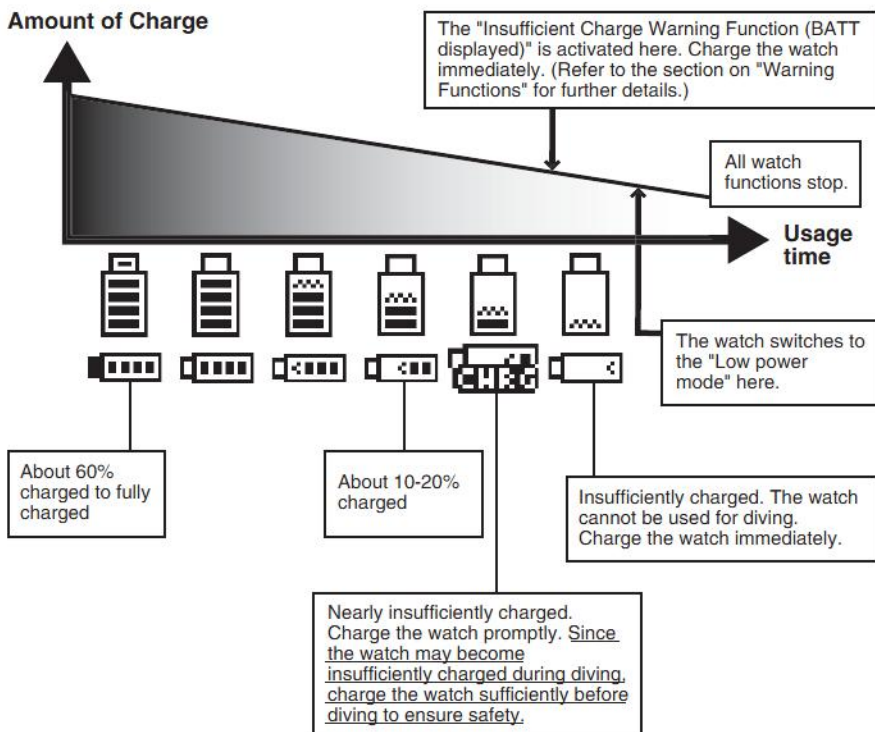 Amount of Charge
The "Insufficient Charge Warning Function (BATT
displayed)" is activated here. Charge the watch
immediately. (Refer to the section on "Warning
Functions" for further details.)
All watch
functions stop.
Usage
time
The watch switches to
the "Low power
mode" here.
About 60%
charged to fully
charged
About 10-20%
charged
Insufficiently charged. The watch
cannot be used for diving.
Charge the watch immediately.
Nearly insufficiently charged.
Charge the watch promptly. Since
the watch may become
insufficiently charged during diving,
charge the watch sufficiently before
diving to ensure safety.